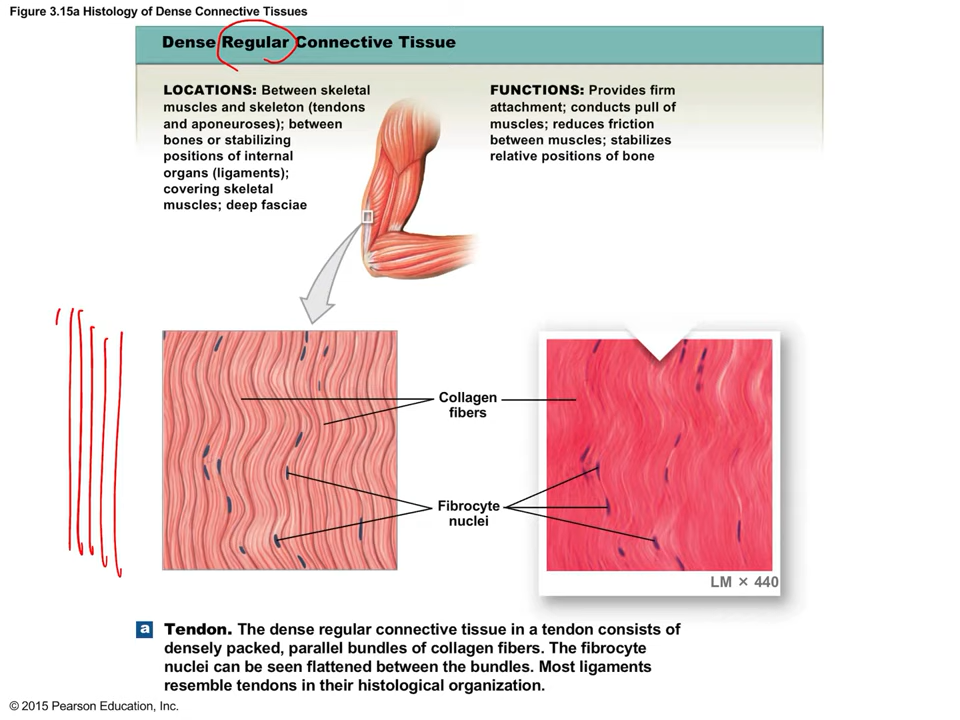 Figure 3.15a Histology of Dense Connective Tissues
Dense Regular Connective Tissue
LOCATIONS: Between skeletal
muscles and skeleton (tendons
and aponeuroses); between
bones or stabilizing
positions of internal
organs (ligaments);
covering skeletal
muscles; deep fasciae
FUNCTIONS: Provides firm
attachment; conducts pull of
muscles; reduces friction
between muscles; stabilizes
relative positions of bone
Collagen
fibers
Fibrocyte
nuclei
LM × 440
a Tendon. The dense regular connective tissue in a tendon consists of
densely packed, parallel bundles of collagen fibers. The fibrocyte
nuclei can be seen flattened between the bundles. Most ligaments
resemble tendons in their histological organization.
© 2015 Pearson Education, Inc.